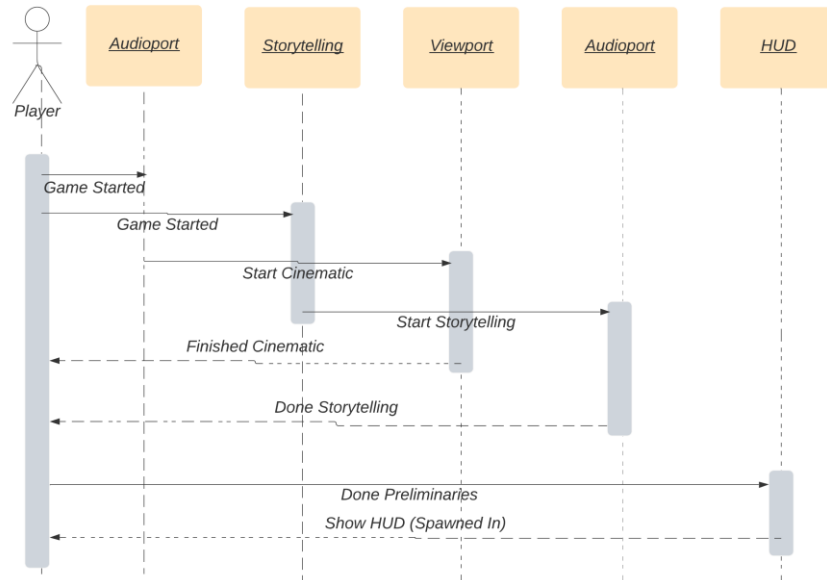 Audioport
Storytelling
Viewport
Audioport
HUD
Player
Game Started
Game Started
Start Cinematic
Start Storytelling
Finished Cinematic
Done Storytelling
Done Preliminaries
Show HUD (Spawned In)